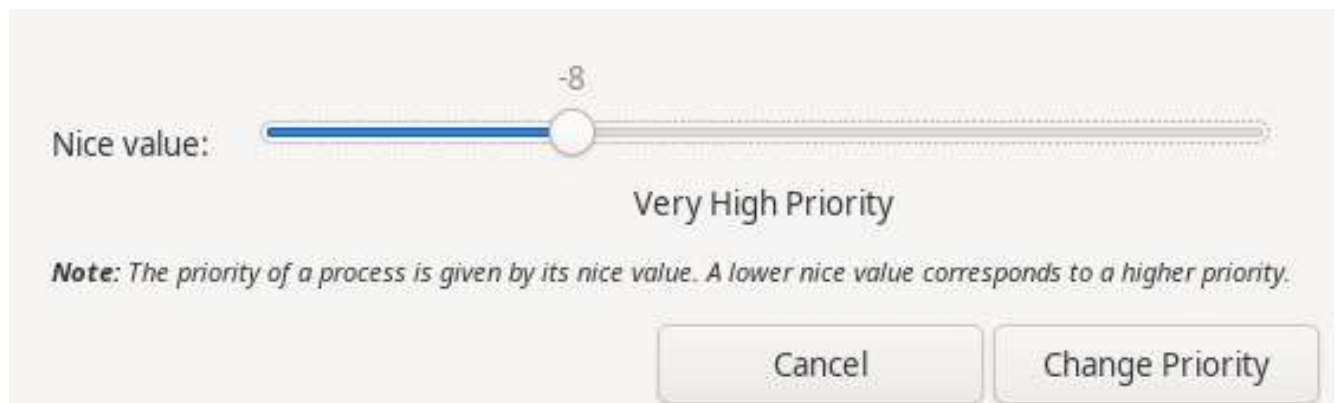 -8
Nice value:
Very High Priority
Note: The priority of a process is given by its nice value. A lower nice value corresponds to a higher priority.
Cancel
Change Priority